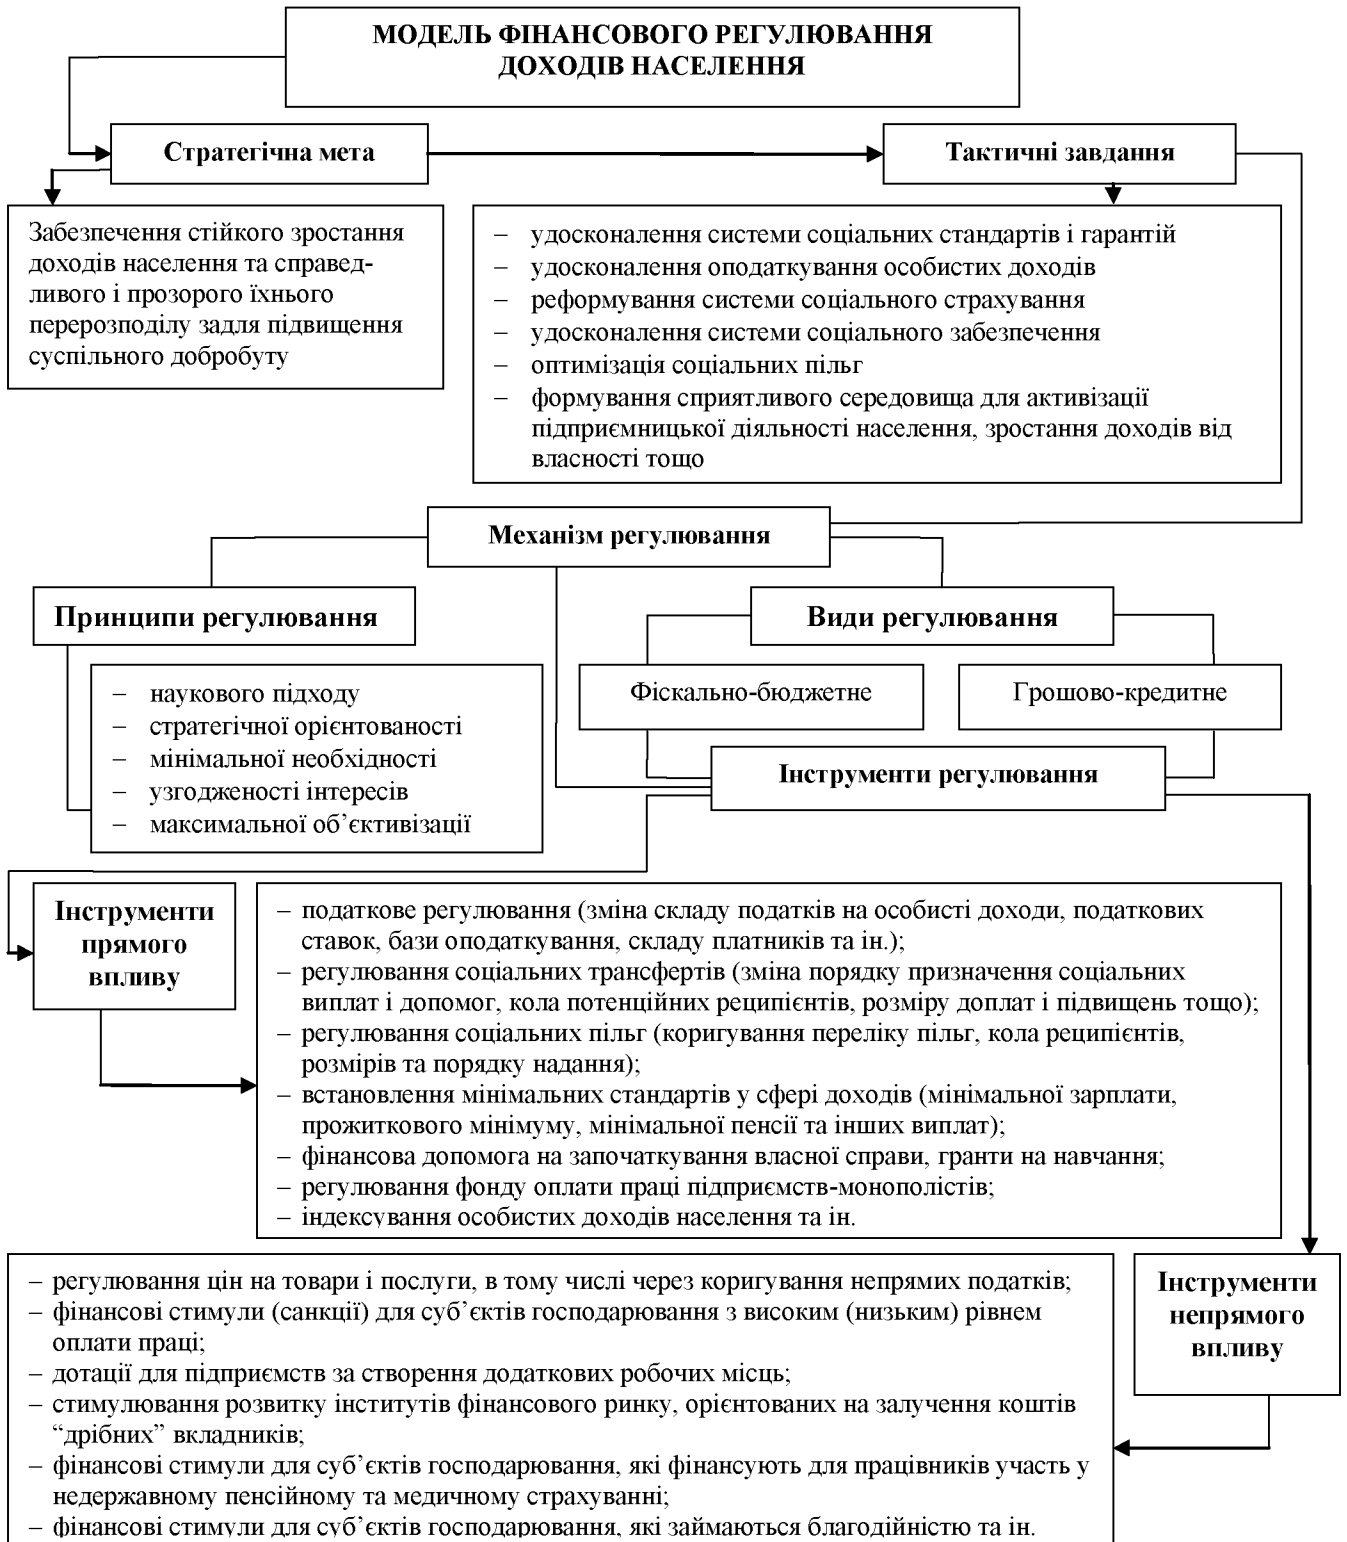 МОДЕЛЬ ФІНАНСОВОГО РЕГУЛЮВАННЯ
ДОХОДІВ НАСЕЛЕННЯ
Стратегічна мета
Тактичні завдання
Забезпечення стійкого зростання
доходів населення та справед-
ливого і прозорого їхнього
перерозподілу задля підвищення
суспільного добробуту
– удосконалення системи соціальних стандартів і гарантій
– удосконалення оподаткування особистих доходів
– реформування системи соціального страхування
– удосконалення системи соціального забезпечення
– оптимізація соціальних пільг
– формування сприятливого середовища для активізації
підприємницької діяльності населення, зростання доходів від
власності тощо
Механізм регулювання
Принципи регулювання
Види регулювання
– наукового підходу
– стратегічної орієнтованості
– мінімальної необхідності
– узгодженості інтересів
– максимальної об’єктивізації
Фіскально-бюджетне
Грошово-кредитне
Інструменти регулювання
Інструменти
прямого
впливу
– податкове регулювання (зміна складу податків на особисті доходи, податкових
ставок, бази оподаткування, складу платників та ін.);
– регулювання соціальних трансфертів (зміна порядку призначення соціальних
виплат і допомог, кола потенційних реципієнтів, розміру доплат і підвищень тощо);
– регулювання соціальних пільг (коригування переліку пільг, кола реципієнтів,
розмірів та порядку надання);
– встановлення мінімальних стандартів у сфері доходів (мінімальної зарплати,
прожиткового мінімуму, мінімальної пенсії та інших виплат);
– фінансова допомога на започаткування власної справи, гранти на навчання;
– регулювання фонду оплати праці підприємств-монополістів;
– індексування особистих доходів населення та ін.
– регулювання цін на товари і послуги, в тому числі через коригування непрямих податків;
– фінансові стимули (санкції) для суб’єктів господарювання з високим (низьким) рівнем
оплати праці;
– дотації для підприємств за створення додаткових робочих місць;
– стимулювання розвитку інститутів фінансового ринку, орієнтованих на залучення коштів
“дрібних” вкладників;
– фінансові стимули для суб’єктів господарювання, які фінансують для працівників участь у
недержавному пенсійному та медичному страхуванні;
– фінансові стимули для суб’єктів господарювання, які займаються благодійністю та ін.
Інструменти
непрямого
впливу